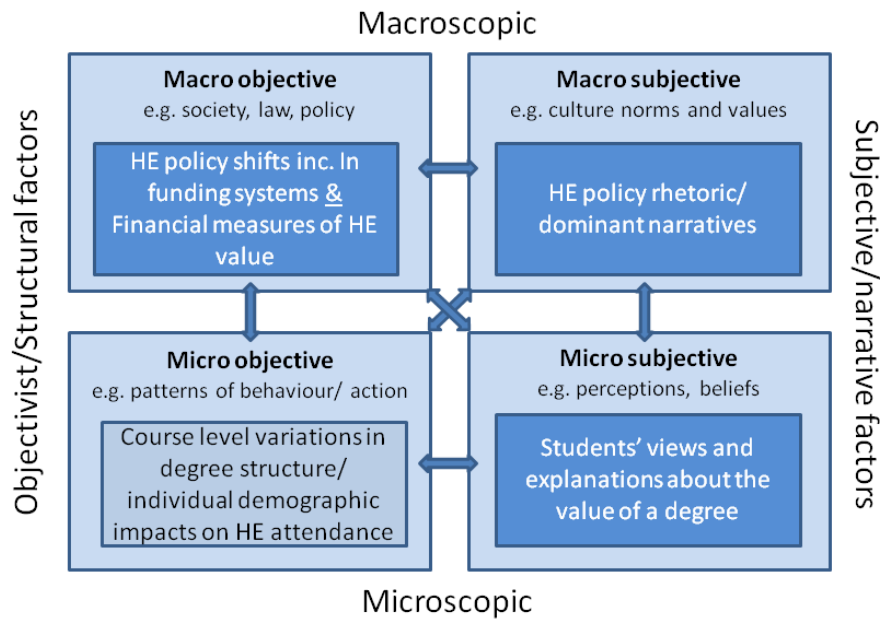 Macroscopic
Objectivist/Structural factors
Macro objective
e.g. society, law, policy
HE policy shifts inc. In
funding systems &
Financial measures of HE
value
Macro subjective
e.g. culture norms and values
HE policy rhetoric/
dominant narratives
Subjective/narrative factors
Micro objective
e.g. patterns of behaviour/ action
Course level variations in
degree structure/
individual demographic
impacts on HE attendance
Micro subjective
e.g. perceptions, beliefs
Students’ views and
explanations about the
value of a degree
Microscopic